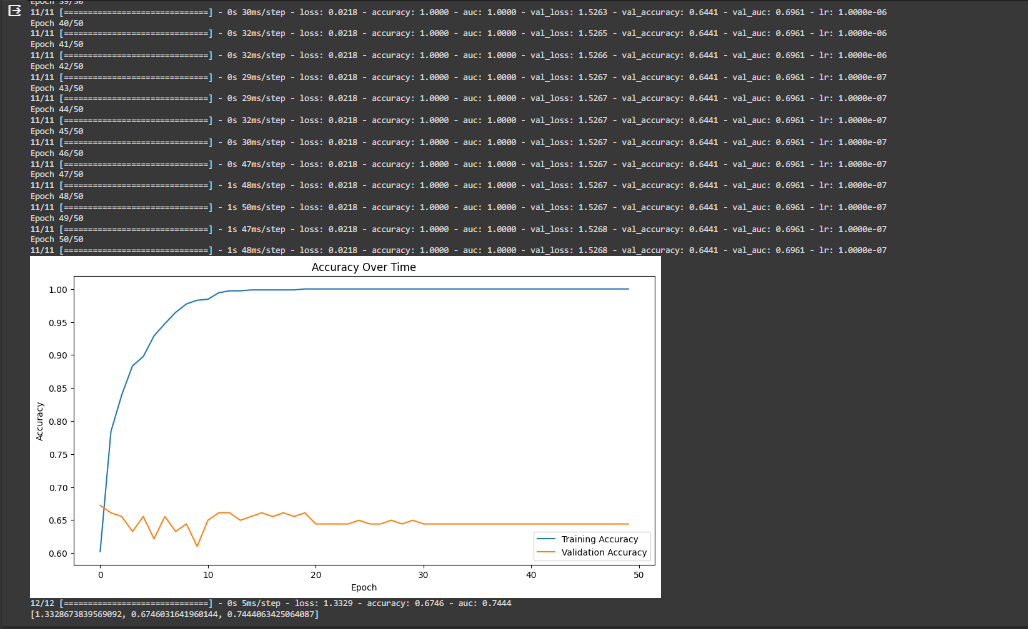 Epoch 39/50
11/11 [==============================] - 0s 30ms/step - loss: 0.0218 - accuracy: 1.0000 - auc: 1.0000 - val_loss: 1.5263 - val_accuracy: 0.6441 - val_auc: 0.6961 - lr: 1.0000e-06
Epoch 40/50
11/11 [==============================] - 0s 32ms/step - loss: 0.0218 - accuracy: 1.0000 - auc: 1.0000 - val_loss: 1.5265 - val_accuracy: 0.6441 - val_auc: 0.6961 - lr: 1.0000e-06
Epoch 41/50
11/11 [==============================] - 0s 32ms/step - loss: 0.0218 - accuracy: 1.0000 - auc: 1.0000 - val_loss: 1.5266 - val_accuracy: 0.6441 - val_auc: 0.6961 - lr: 1.0000e-06
Epoch 42/50
11/11 [==============================] - 0s 29ms/step - loss: 0.0218 - accuracy: 1.0000 - auc: 1.0000 - val_loss: 1.5267 - val_accuracy: 0.6441 - val_auc: 0.6961 - lr: 1.0000e-07
Epoch 43/50
11/11 [==============================] - 0s 29ms/step - loss: 0.0218 - accuracy: 1.0000 - auc: 1.0000 - val_loss: 1.5267 - val_accuracy: 0.6441 - val_auc: 0.6961 - lr: 1.0000e-07
Epoch 44/50
11/11 [==============================] - 0s 32ms/step - loss: 0.0218 - accuracy: 1.0000 - auc: 1.0000 - val_loss: 1.5267 - val_accuracy: 0.6441 - val_auc: 0.6961 - lr: 1.0000e-07
Epoch 45/50
11/11 [==============================] - 0s 30ms/step - loss: 0.0218 - accuracy: 1.0000 - auc: 1.0000 - val_loss: 1.5267 - val_accuracy: 0.6441 - val_auc: 0.6961 - lr: 1.0000e-07
Epoch 46/50
11/11 [==============================] - 0s 47ms/step - loss: 0.0218 - accuracy: 1.0000 - auc: 1.0000 - val_loss: 1.5267 - val_accuracy: 0.6441 - val_auc: 0.6961 - lr: 1.0000e-07
Epoch 47/50
11/11 [==============================] - 1s 48ms/step - loss: 0.0218 - accuracy: 1.0000 - auc: 1.0000 - val_loss: 1.5267 - val_accuracy: 0.6441 - val_auc: 0.6961 - lr: 1.0000e-07
Epoch 48/50
11/11 [==============================] - 1s 50ms/step - loss: 0.0218 - accuracy: 1.0000 - auc: 1.0000 - val_loss: 1.5267 - val_accuracy: 0.6441 - val_auc: 0.6961 - lr: 1.0000e-07
Epoch 49/50
11/11 [==============================] - 1s 47ms/step - loss: 0.0218 - accuracy: 1.0000 - auc: 1.0000 - val_loss: 1.5268 - val_accuracy: 0.6441 - val_auc: 0.6961 - lr: 1.0000e-07
Epoch 50/50
11/11 [==============================] - 1s 48ms/step - loss: 0.0218 - accuracy: 1.0000 - auc: 1.0000 - val_loss: 1.5268 - val_accuracy: 0.6441 - val_auc: 0.6961 - lr: 1.0000e-07
Accuracy Over Time
1.00
0.95
0.90
0.85
0.80
0.75
0.70
0.65
0.60
Accuracy
Training Accuracy
Validation Accuracy
0 10 20 30 40 50
Epoch
12/12 [==============================] - 0s 5ms/step - loss: 1.3329 - accuracy: 0.6746 - auc: 0.7444
[1.3328673839569092, 0.6746031641960144, 0.7444063425064087]